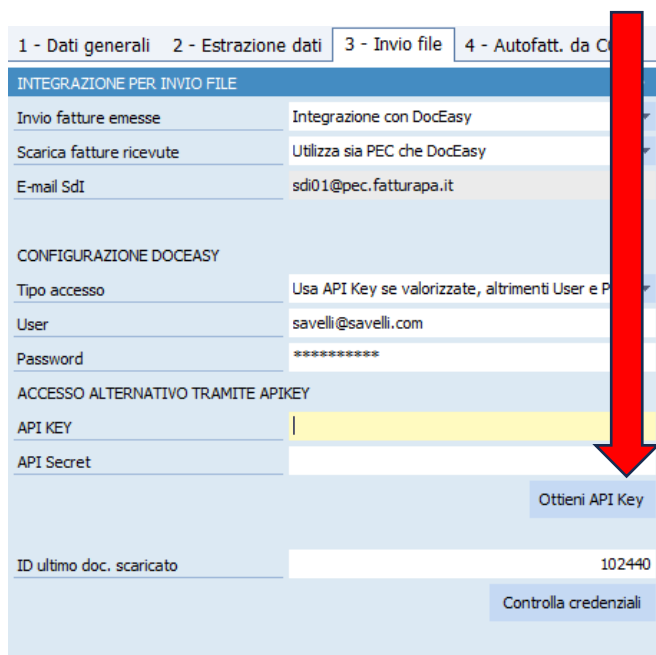 1 - Dati generali 2 - Estrazione dati 3 - Invio file 4 - Autofatt. da
INTEGRAZIONE PER INVIO FILE
Invio fatture emesse Integrazione con DocEasy
Scarica fatture ricevute Utilizza sia PEC che DocEasy
E-mail SdI sdi01@pec.fatturapa.it
CONFIGURAZIONE DOCEASY
Tipo accesso Usa API Key se valorizzate, altrimenti User e P
User savelli@savelli.com
Password **********
ACCESSO ALTERNATIVO TRAMITE APIKEY
API KEY
API Secret
Ottieni API Key
ID ultimo doc. scaricato 102440
Controlla credenziali